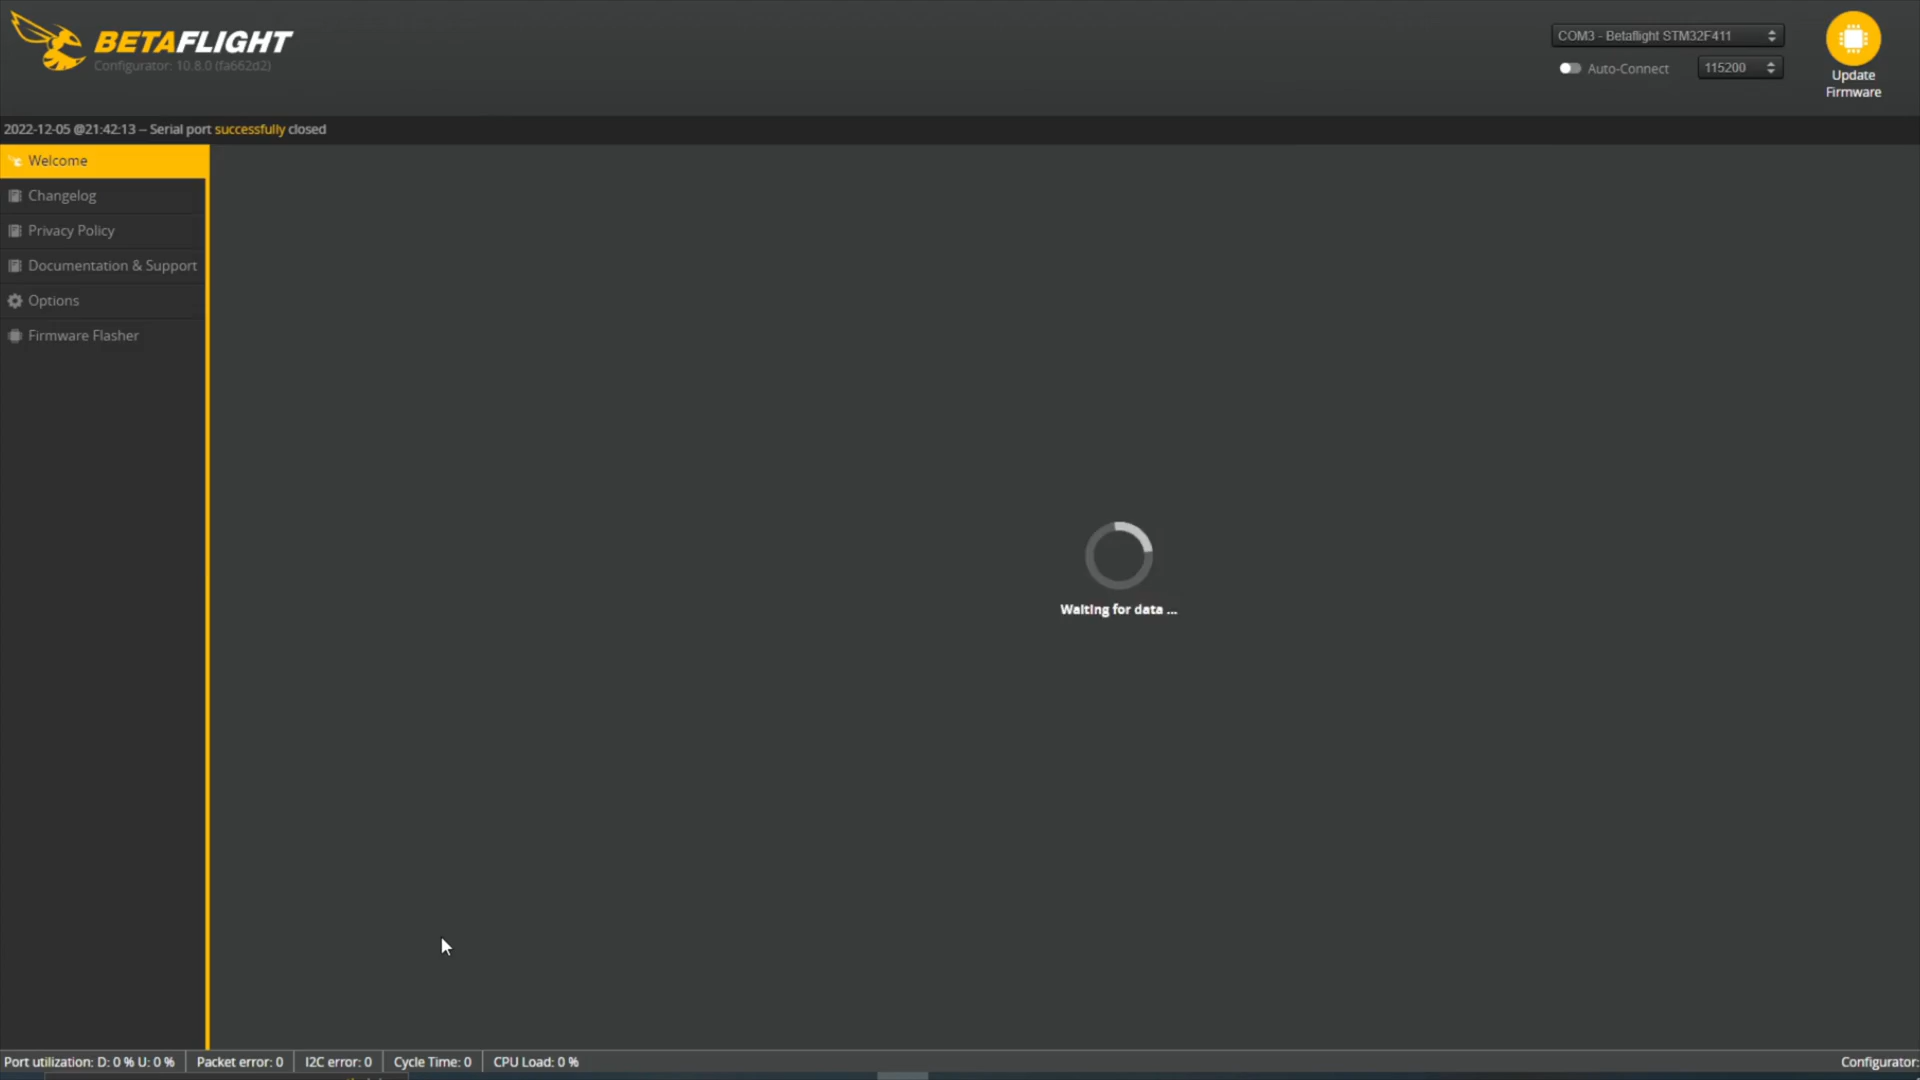 BETAFLIGHT
Configurator: 10.8.0 (fa662d2)
COM3 - Betaflight STM32F411
Auto-Connect
115200
Update
Firmware
2022-12-05 @21:42:13 -- Serial port successfully closed
Welcome
Changelog
Privacy Policy
Documentation & Support
Options
Firmware Flasher
Waiting for data ...
Port utilization: D: 0 % U: 0 %
Packet error: 0
I2C error: 0
Cycle Time: 0
CPU Load: 0 %
Configurator: